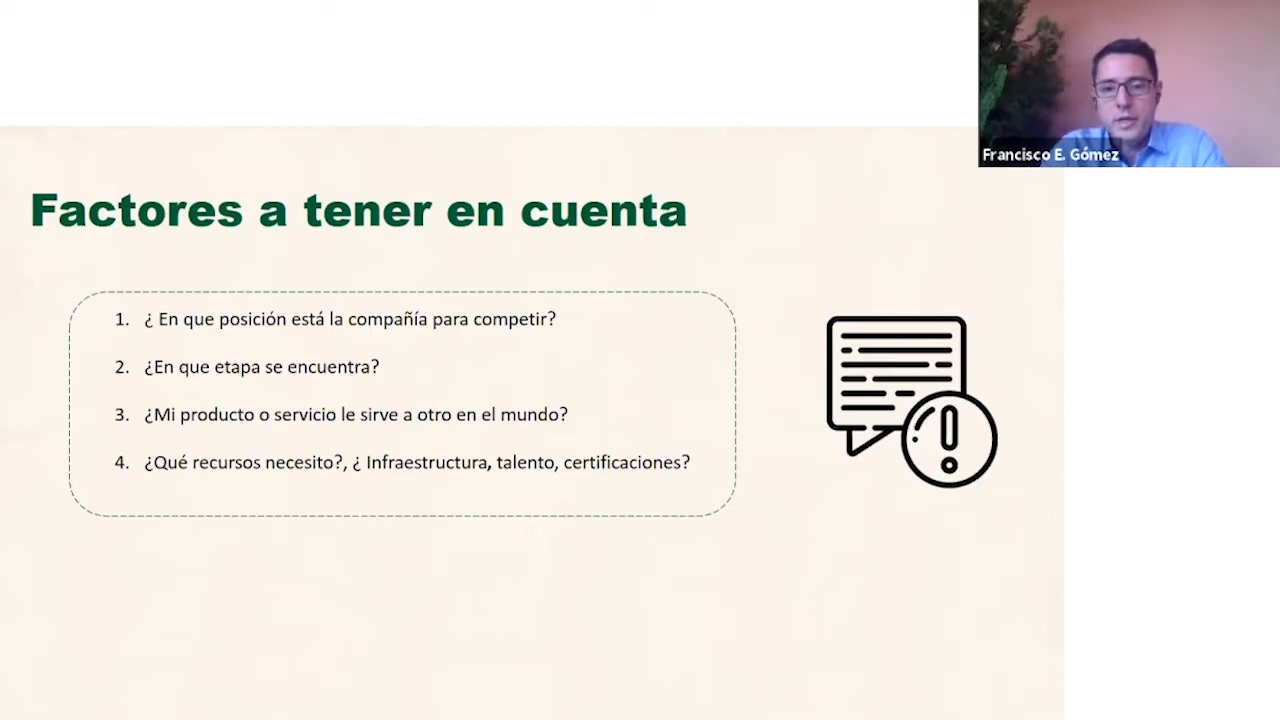 Francisco E. Gómez
Factores a tener en cuenta
1. ¿ En que posición está la compañía para competir?
2. ¿En que etapa se encuentra?
3. ¿Mi producto o servicio le sirve a otro en el mundo?
4. ¿Qué recursos necesito?, ¿ Infraestructura, talento, certificaciones?